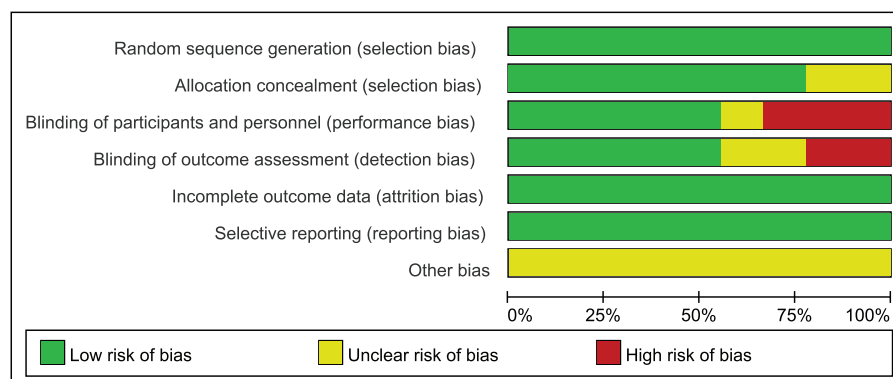 Random sequence generation (selection bias)
Allocation concealment (selection bias)
Blinding of participants and personnel (performance bias)
Blinding of outcome assessment (detection bias)
Incomplete outcome data (attrition bias)
Selective reporting (reporting bias)
Other bias
0% 25% 50% 75% 100%
Low risk of bias Unclear risk of bias High risk of bias